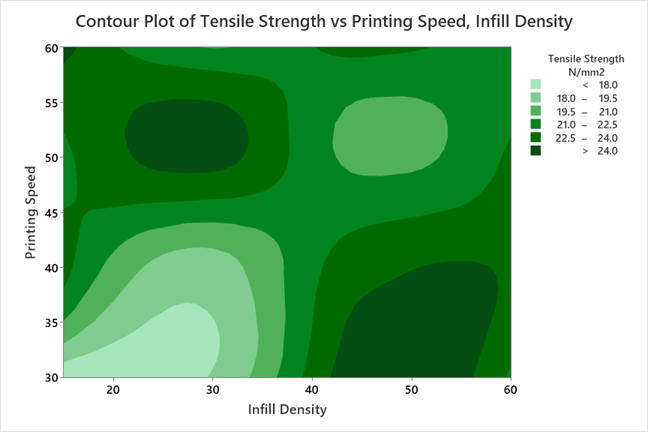 Contour Plot of Tensile Strength vs Printing Speed, Infill Density
Tensile Strength
N/mm2
< 18.0
18.0 – 19.5
19.5 – 21.0
21.0 – 22.5
22.5 – 24.0
> 24.0
Printing Speed
60
55
50
45
40
35
30
20 30 40 50 60
Infill Density